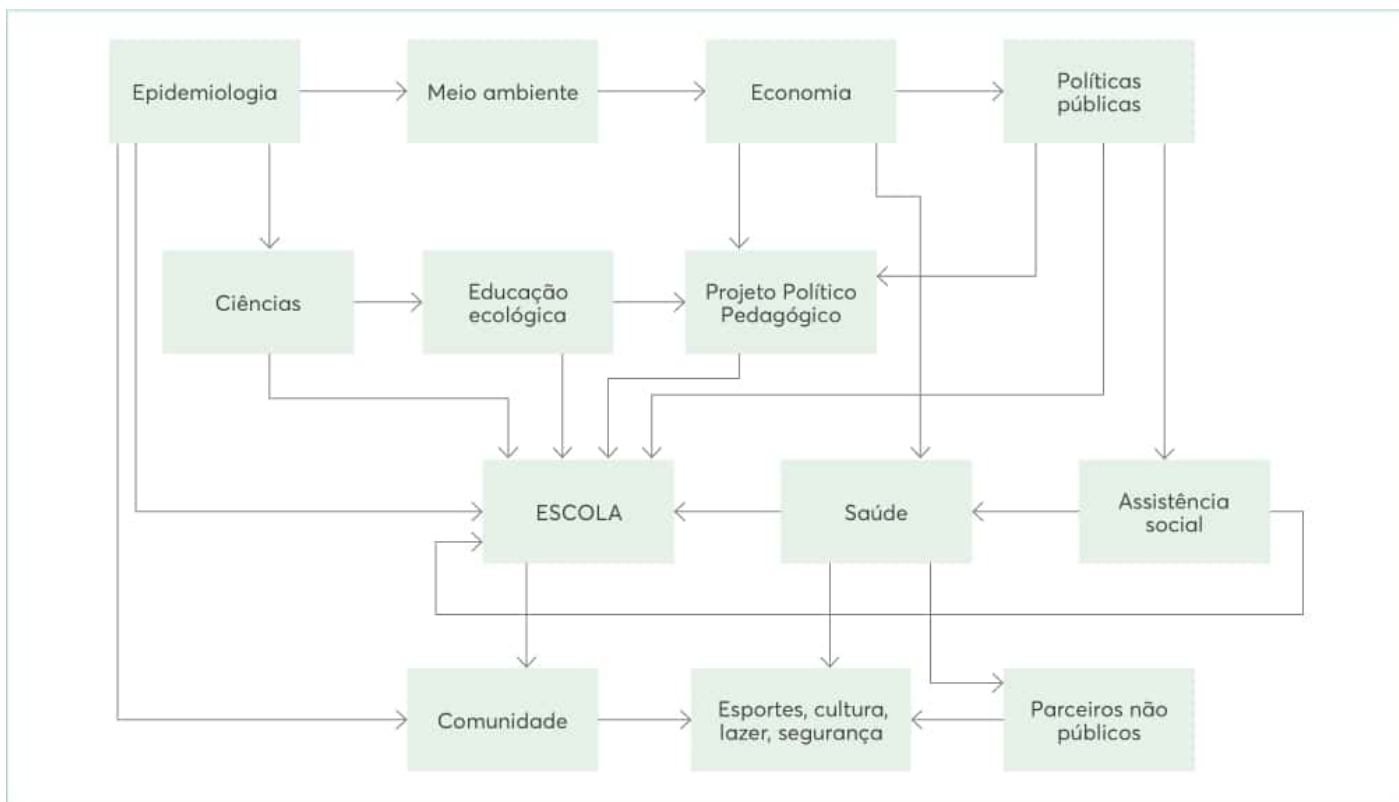 Epidemiologia
Meio ambiente
Economia
Políticas
públicas
Ciências
Educação
ecológica
Projeto Político
Pedagógico
ESCOLA
Saúde
Assistência
social
Comunidade
Esportes, cultura,
lazer, segurança
Parceiros não
públicos